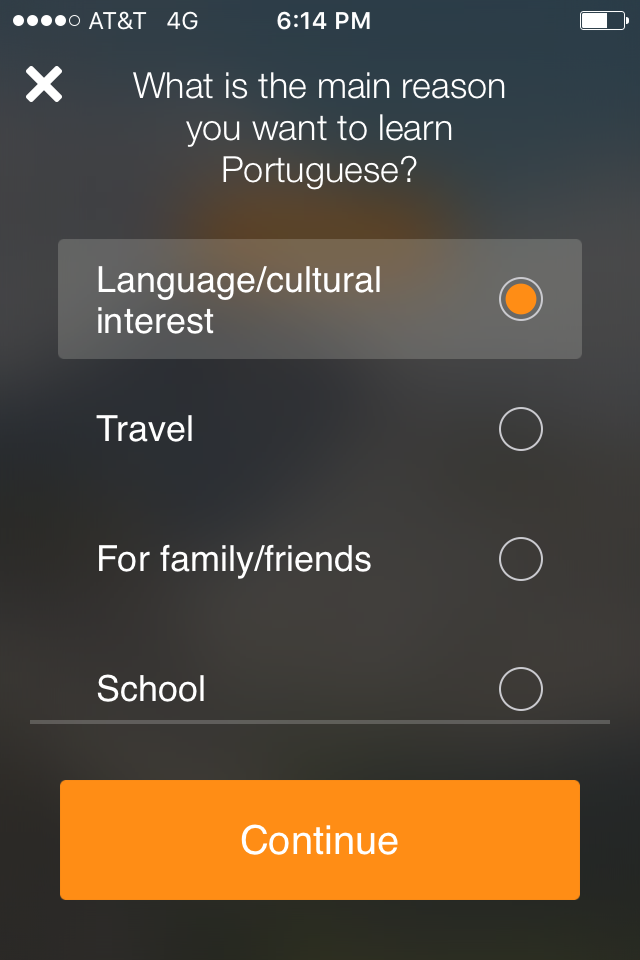 AT&T 4G 6:14 PM
What is the main reason
you want to learn
Portuguese?
Language/cultural
interest
Travel
For family/friends
School
Continue